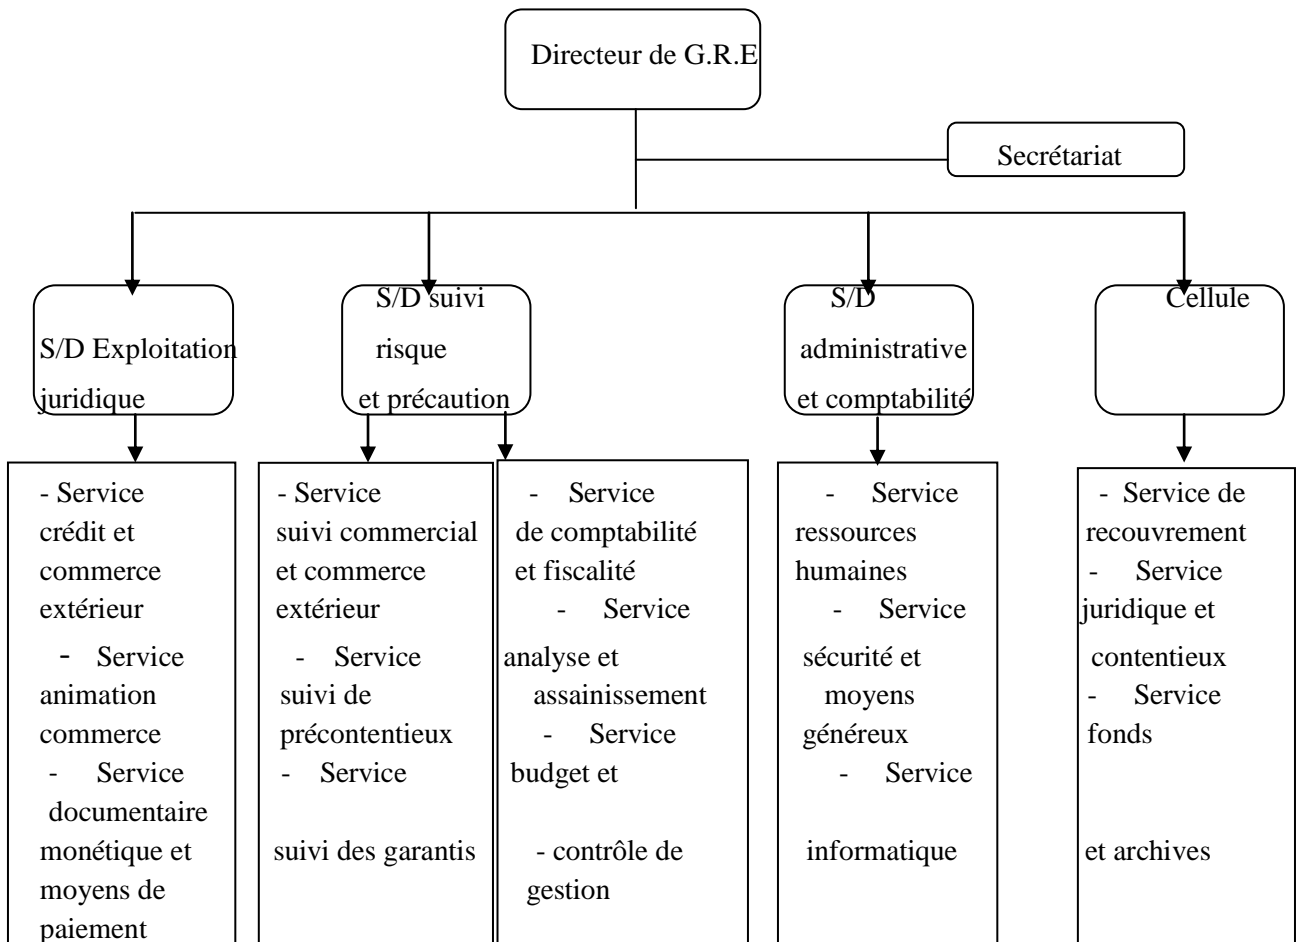 Directeur de G.R.E
Secrétariat
S/D Exploitation
juridique
S/D suivi
risque
et précaution
S/D
administrative
et comptabilité
Cellule
- Service
crédit et
commerce
extérieur
- Service
animation
commerce
- Service
documentaire
monétique et
moyens de
paiement
- Service
suivi commercial
et commerce
extérieur
- Service
suivi de
précontentieux
- Service
suivi des garantis
- Service
de comptabilité
et fiscalité
- Service
analyse et
assainissement
- Service
budget et
- contrôle de
gestion
- Service
ressources
humaines
- Service
sécurité et
moyens
généreux
- Service
informatique
- Service de
recouvrement
- Service
juridique et
contentieux
- Service
fonds
et archives